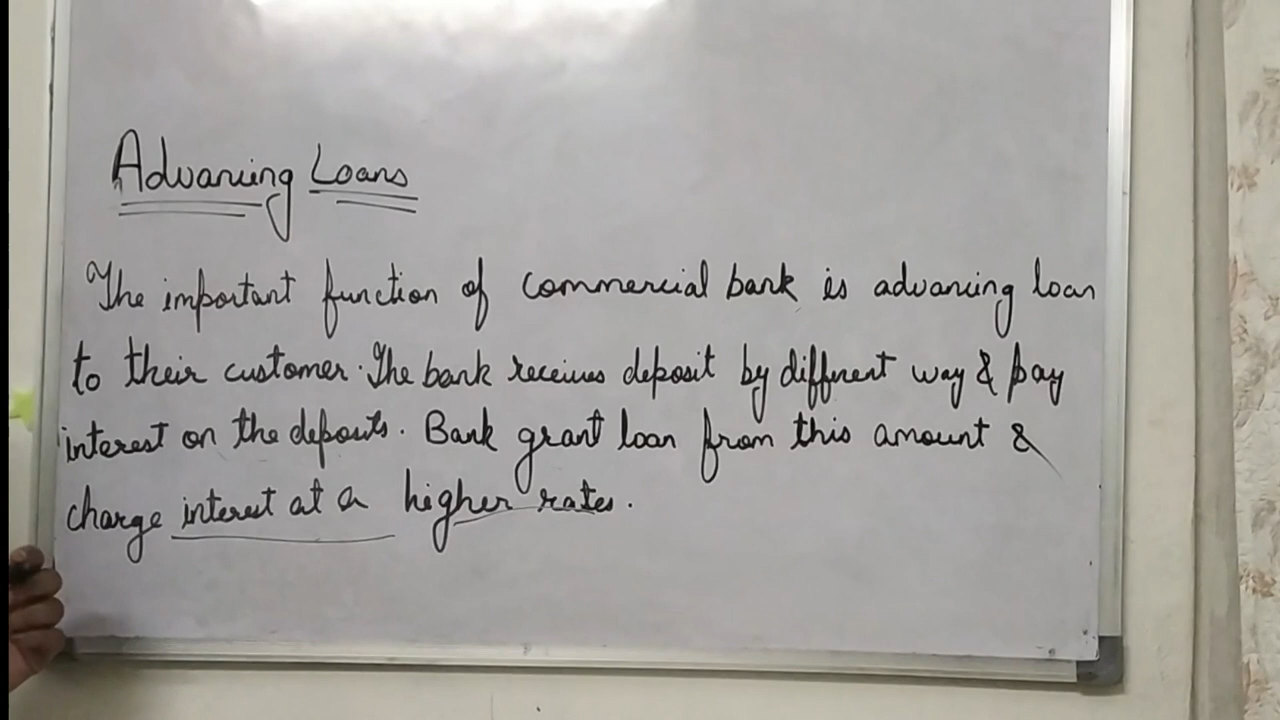 Advancing Loans
The important function of commercial bank is advancing loan
to their customer. The bank receives deposit by different way & pay
interest on the deposits. Bank grant loan from this amount &
charge interest at a higher rates.